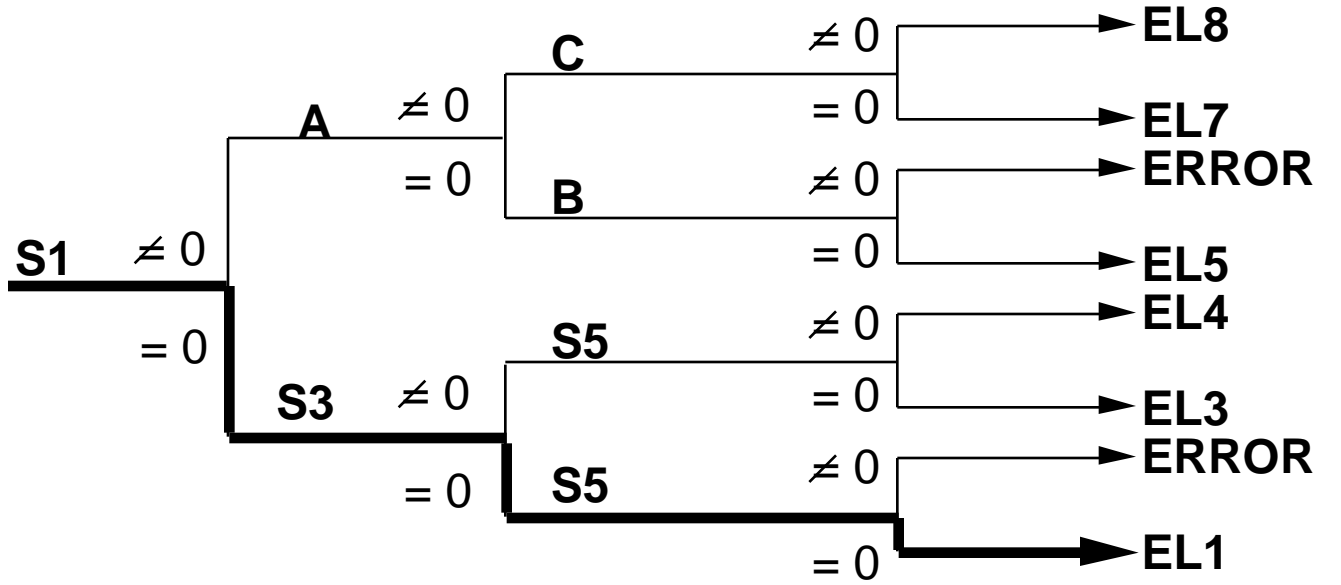 ≠ 0
EL8
C
= 0
EL7
A
≠ 0
= 0
≠ 0
ERROR
B
= 0
EL5
S1
≠ 0
= 0
≠ 0
EL4
S5
= 0
EL3
S3
≠ 0
= 0
≠ 0
ERROR
S5
= 0
EL1